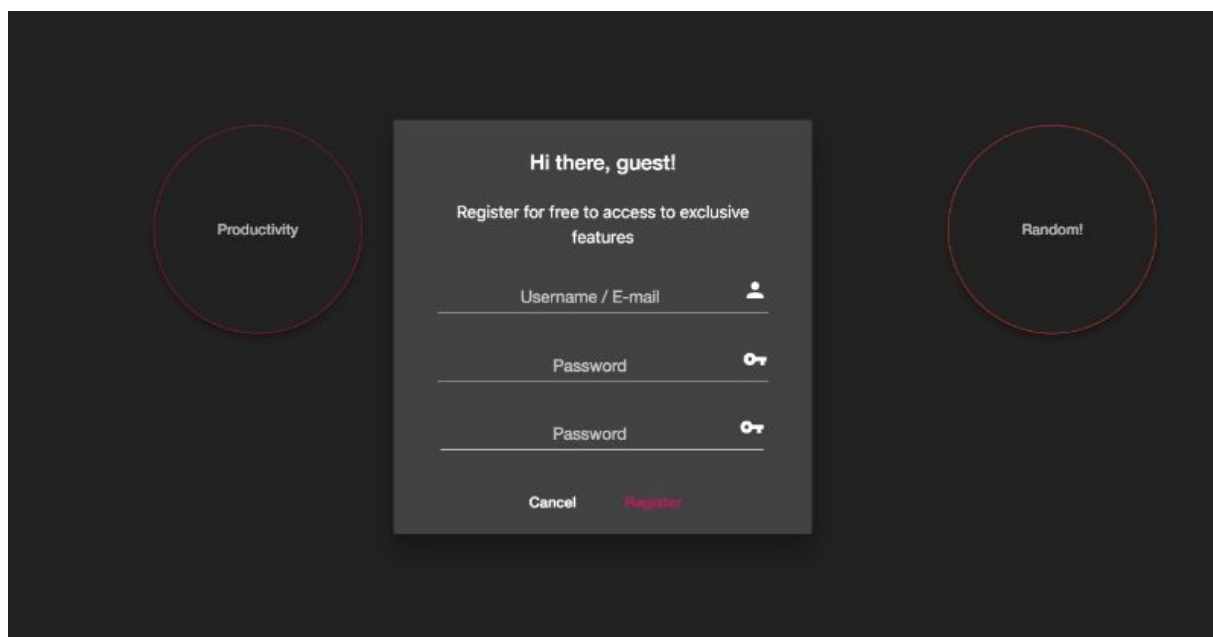 Hi there, guest!
Register for free to access to exclusive
features
Productivity
Random!
Username / E-mail
Password
Password
Cancel
Register